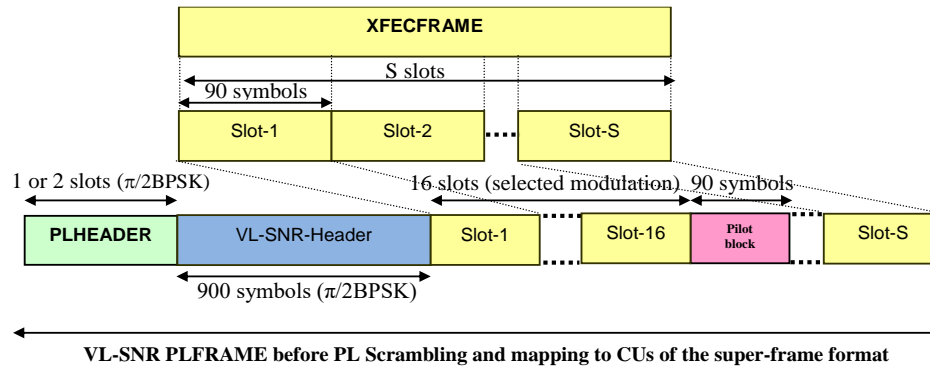 XFECFRAME
S slots
90 symbols
Slot-1
Slot-2
Slot-S
1 or 2 slots (π/2BPSK)
16 slots (selected modulation)
90 symbols
PLHEADER
VL-SNR-Header
Slot-1
Slot-16
Pilot
block
Slot-S
900 symbols (π/2BPSK)
VL-SNR PLFRAME before PL Scrambling and mapping to CUs of the super-frame format